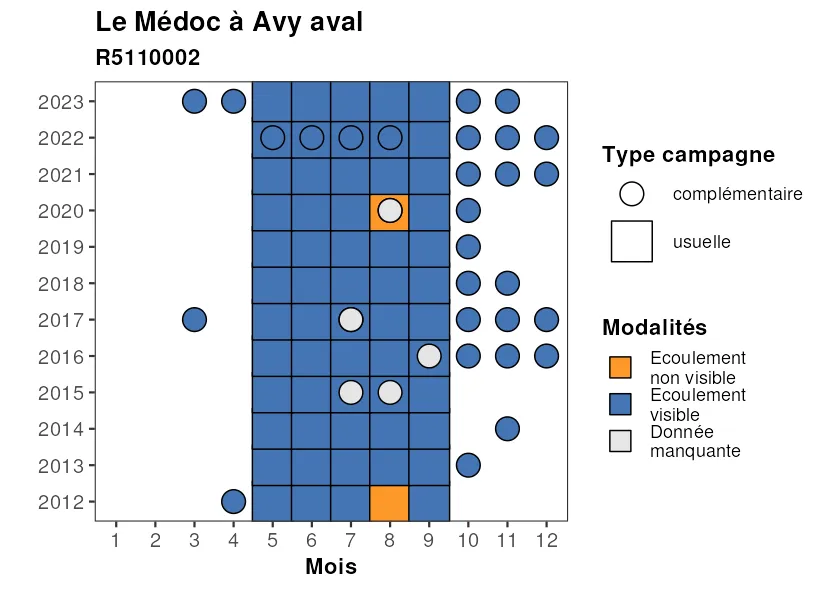 Le Médoc à Avy aval
R5110002
2023
2022
2021
2020
2019
2018
2017
2016
2015
2014
2013
2012
1 2 3 4 5 6 7 8 9 10 11 12
Mois
Type campagne
complémentaire
usuelle
Modalités
Ecoulement
non visible
Ecoulement
visible
Donnée
manquante